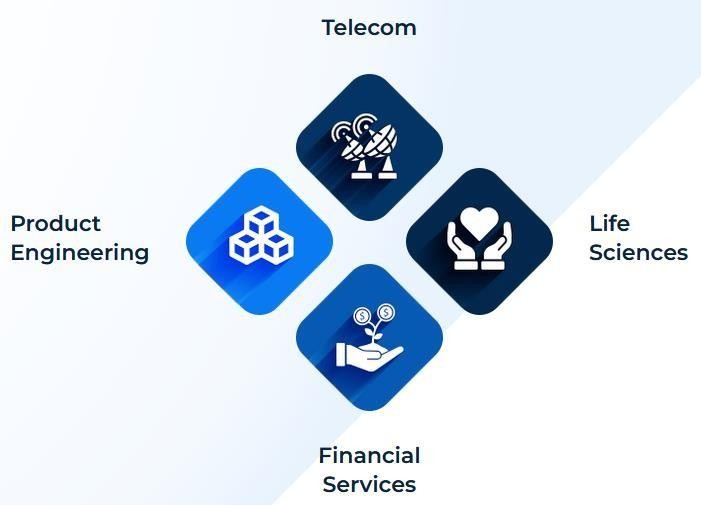 Telecom
Product
Engineering
Life
Sciences
$ $
Financial
Services